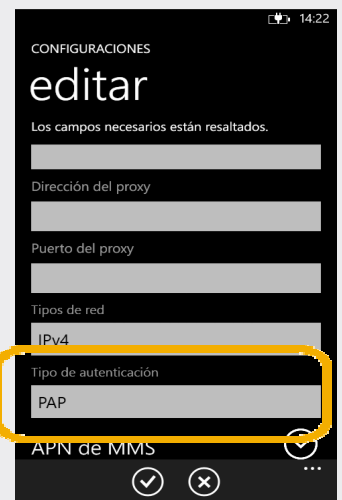 14:22
CONFIGURACIONES
editar
Los campos necesarios están resaltados.
Dirección del proxy
Puerto del proxy
Tipos de red
IPv4
Tipo de autenticación
PAP
APN de MMS
...